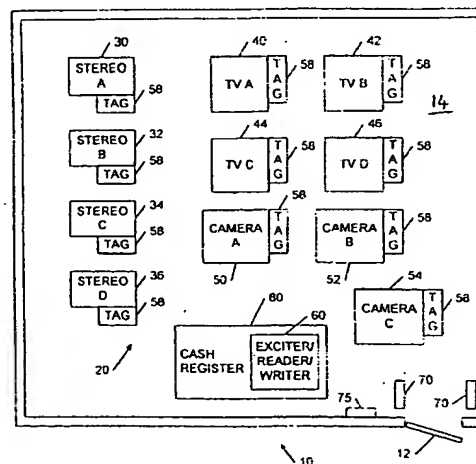 30
STEREO
A
TAG
58
32
STEREO
B
TAG
58
34
STEREO
C
TAG
58
36
STEREO
D
TAG
58
20
40
TV A
TAG
58
42
TV B
TAG
58
14
44
TV C
TAG
58
46
TV D
TAG
58
CAMERA
A
TAG
58
50
CAMERA
B
TAG
58
52
54
CAMERA
C
TAG
58
80
60
CASH
REGISTER
EXCITER/
READER/
WRITER
70
70
75
12
10